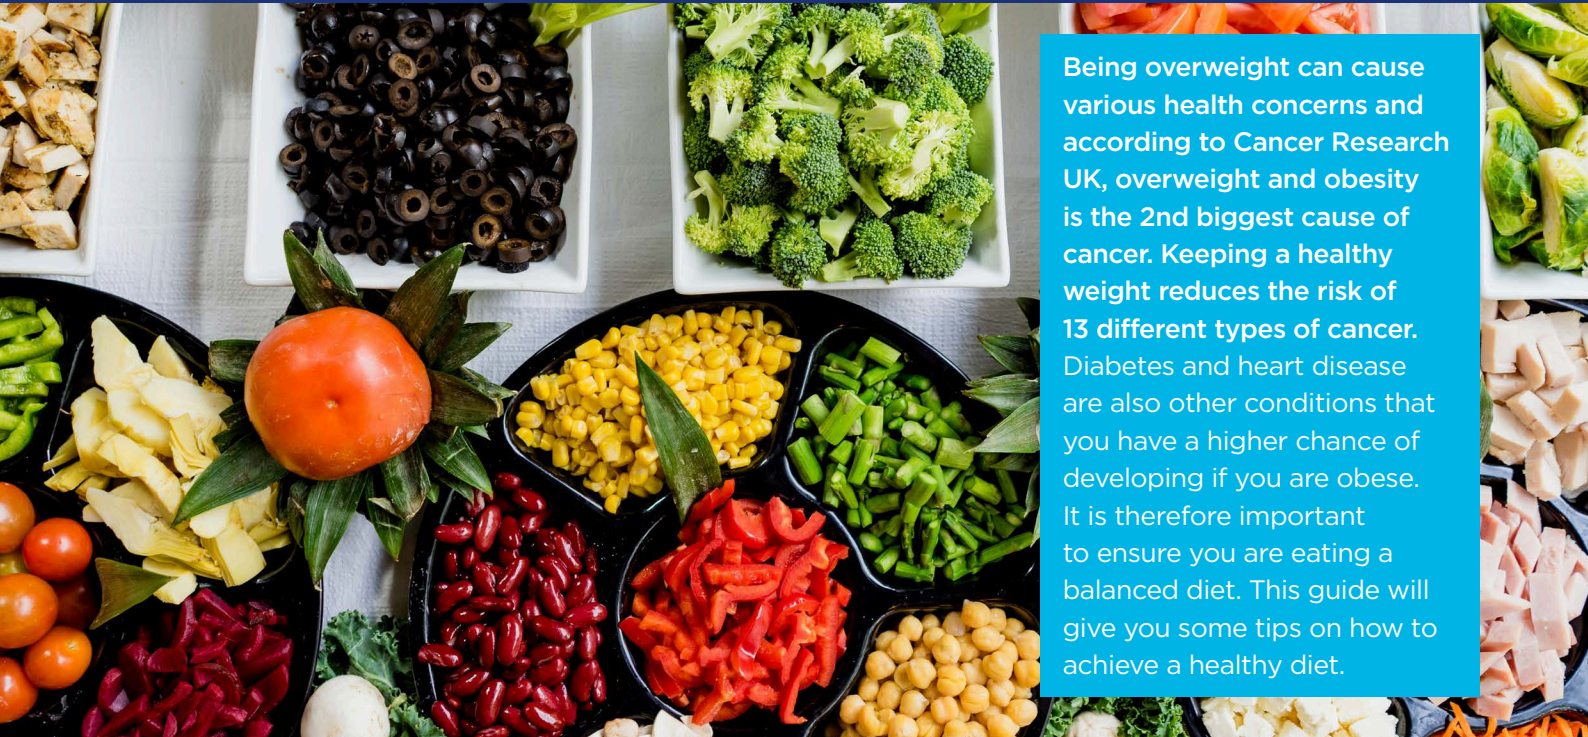 Being overweight can cause
various health concerns and
according to Cancer Research
UK, overweight and obesity
is the 2nd biggest cause of
cancer. Keeping a healthy
weight reduces the risk of
13 different types of cancer.
Diabetes and heart disease
are also other conditions that
you have a higher chance of
developing if you are obese.
It is therefore important
to ensure you are eating a
balanced diet. This guide will
give you some tips on how to
achieve a healthy diet.